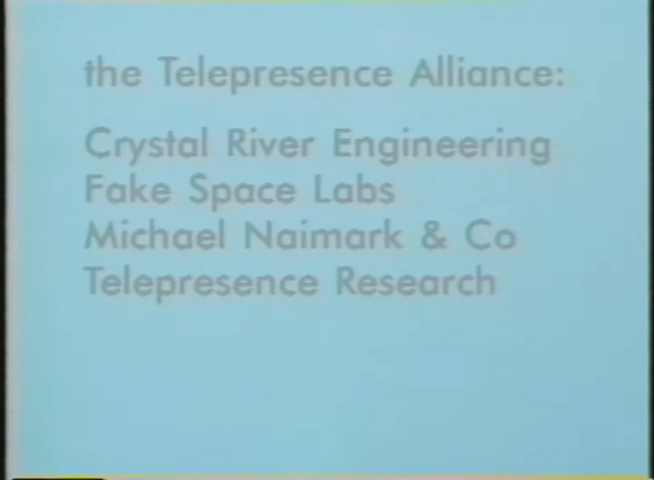 the Telepresence Alliance:
Crystal River Engineering
Fake Space Labs
Michael Naimark & Co
Telepresence Research